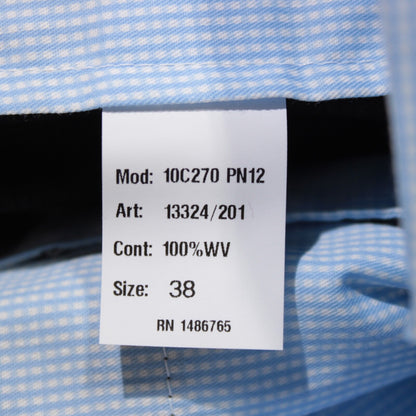 Mod: 10C270 PN12
Art: 13324/201
Cont: 100%WV
Size: 38
RN 1486765